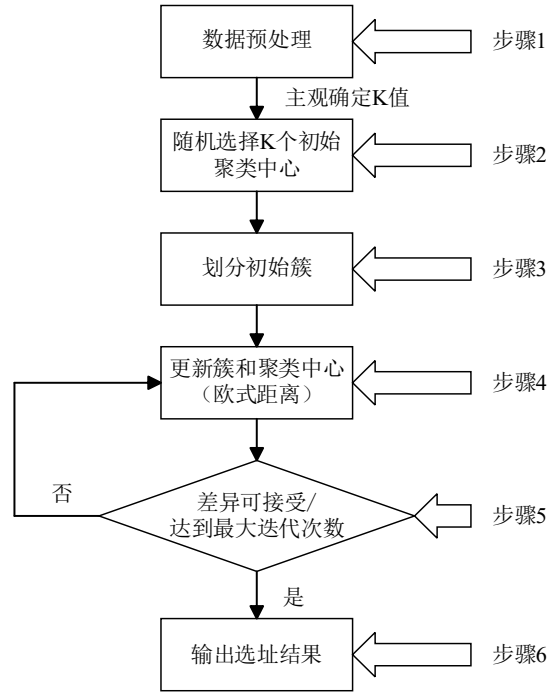 数据预处理
步骤1
主观确定K值
随机选择K个初始
聚类中心
步骤2
划分初始簇
步骤3
更新簇和聚类中心
（欧式距离）
步骤4
否
差异可接受/
达到最大迭代次数
步骤5
是
输出选址结果
步骤6